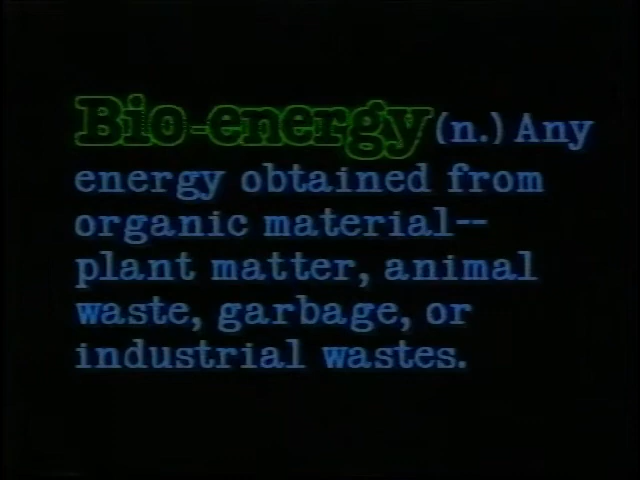 Bio-energy (n.) Any
energy obtained from
organic material--
plant matter, animal
waste, garbage, or
industrial wastes.